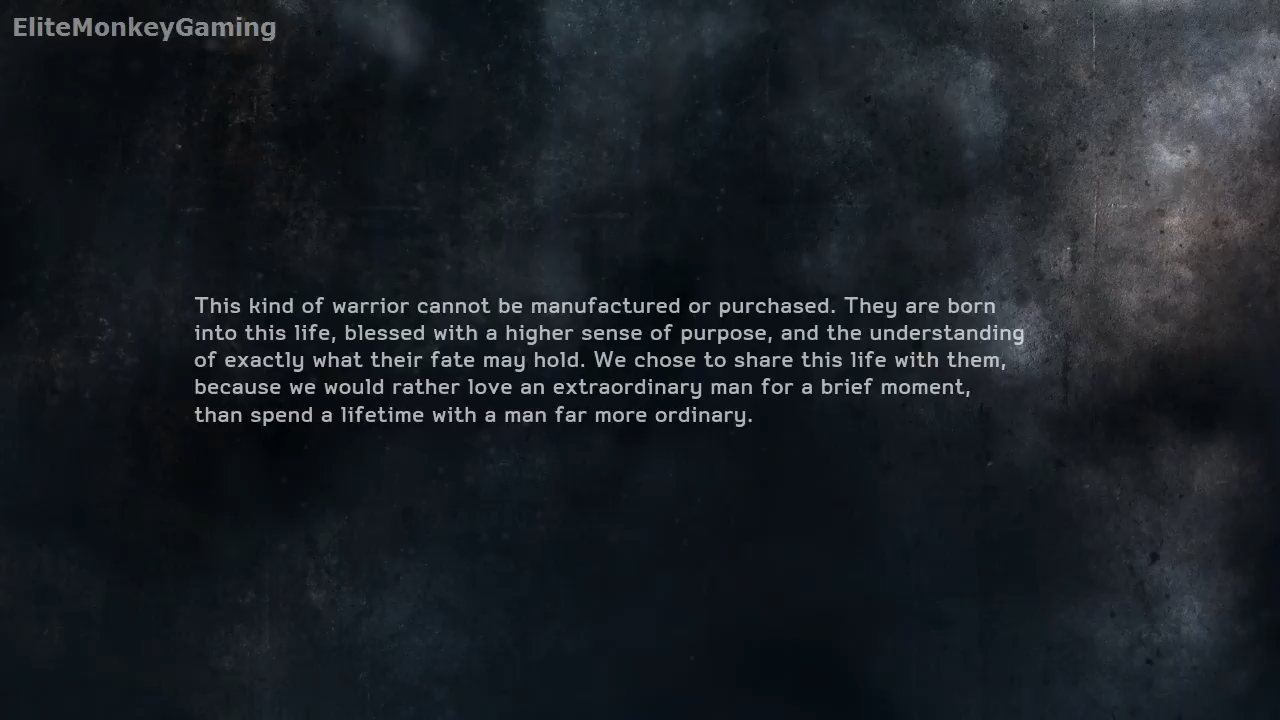 EliteMonkeyGaming
This kind of warrior cannot be manufactured or purchased. They are born
into this life, blessed with a higher sense of purpose, and the understanding
of exactly what their fate may hold. We chose to share this life with them,
because we would rather love an extraordinary man for a brief moment,
than spend a lifetime with a man far more ordinary.